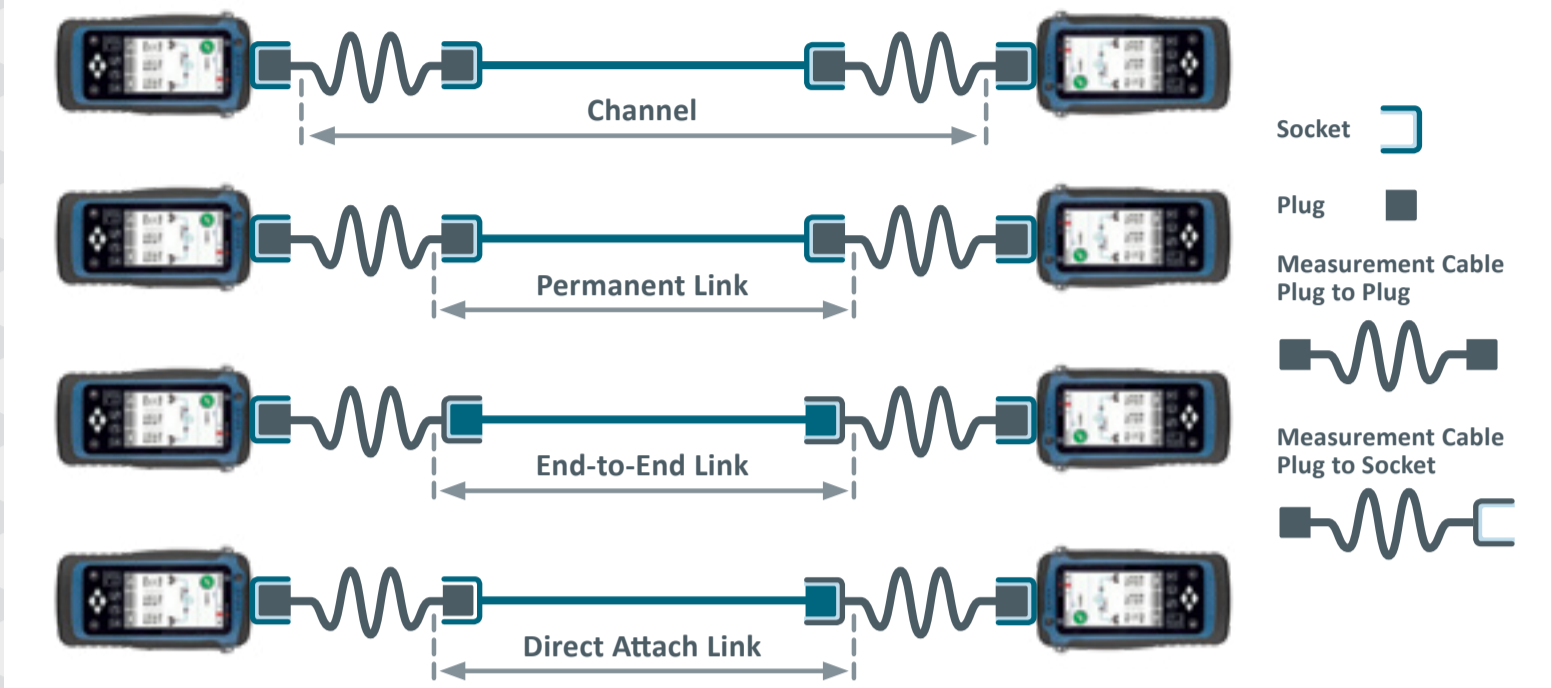 Channel
Permanent Link
End-to-End Link
Direct Attach Link
Socket
Plug
Measurement Cable
Plug to Plug
Measurement Cable
Plug to Socket